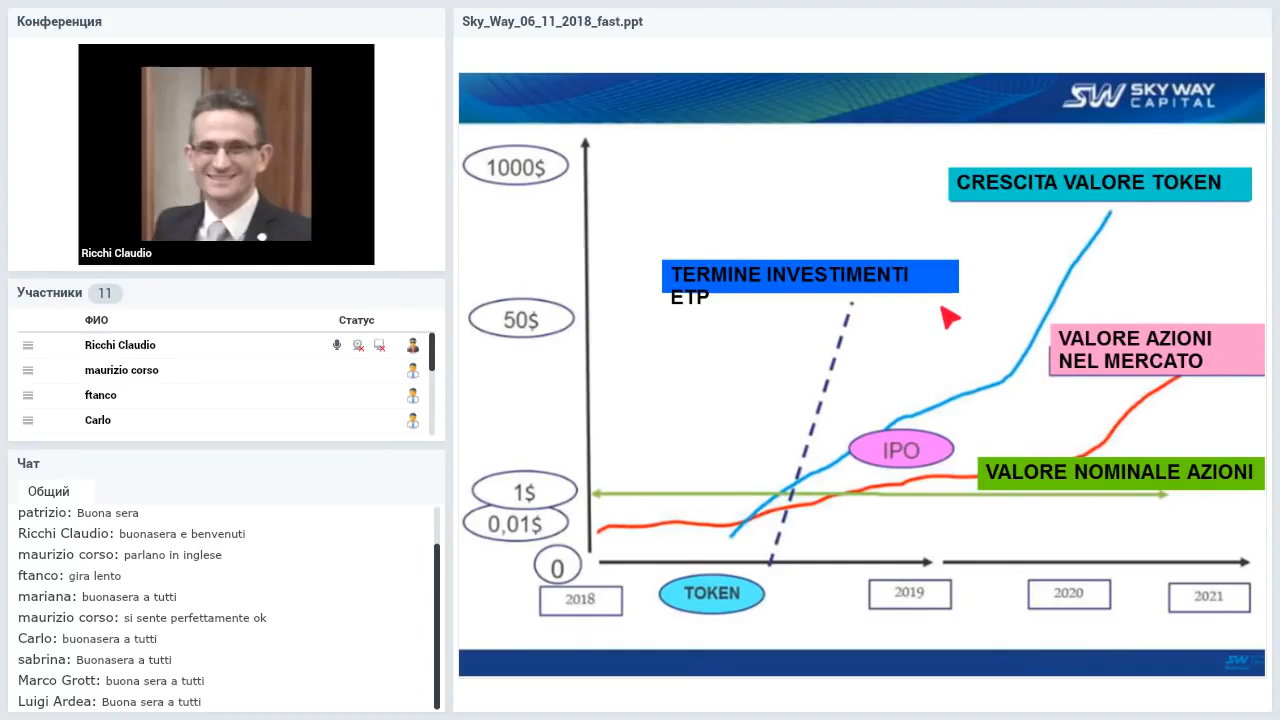 Конференция
Ricchi Claudio
Участники 11
ФИО Статус
Ricchi Claudio
maurizio corso
ftanco
Carlo
Чат
Общий
patrizio: Buona sera
Ricchi Claudio: buonasera e benvenuti
maurizio corso: parlano in inglese
ftanco: gira lento
mariana: buonasera a tutti
maurizio corso: si sente perfettamente ok
Carlo: buonasera a tutti
sabrina: Buonasera a tutti
Marco Grott: buona sera a tutti
Luigi Ardea: Buona sera a tutti
Sky_Way_06_11_2018_fast.ppt
SW SKY WAY
CAPITAL
1000$
CRESCITA VALORE TOKEN
TERMINE INVESTIMENTI
ETP
50$
VALORE AZIONI
NEL MERCATO
IPO
VALORE NOMINALE AZIONI
1$
0,01$
0
2018
TOKEN
2019
2020
2021
SW